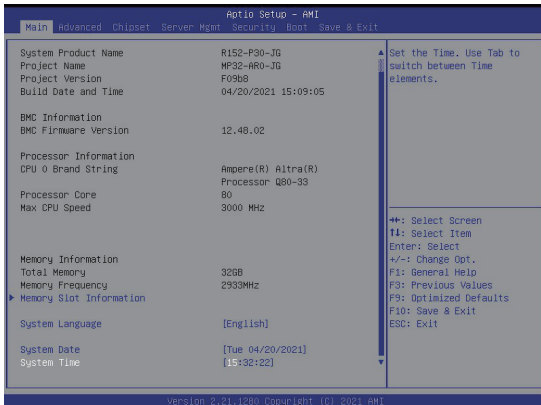 Aptio Setup – AMI
Main Advanced Chipset Server Mgmt Security Boot Save & Exit
System Product Name R152-P30-JG
Project Name MP32-AR0-JG
Project Version F09b8
Build Date and Time 04/20/2021 15:09:05
BMC Information
BMC Firmware Version 12.48.02
Processor Information
CPU 0 Brand String Ampere(R) Altra(R)
Processor Q80-33
Processor Core 80
Max CPU Speed 3000 MHz
Memory Information
Total Memory 32GB
Memory Frequency 2933MHz
Memory Slot Information
System Language [English]
System Date [Tue 04/20/2021]
System Time [15:32:22]
Set the Time. Use Tab to
switch between Time
elements.
→←: Select Screen
↑↓: Select Item
Enter: Select
+/-: Change Opt.
F1: General Help
F3: Previous Values
F9: Optimized Defaults
F10: Save & Exit
ESC: Exit
Version 2.21.1280 Copyright (C) 2021 AMI